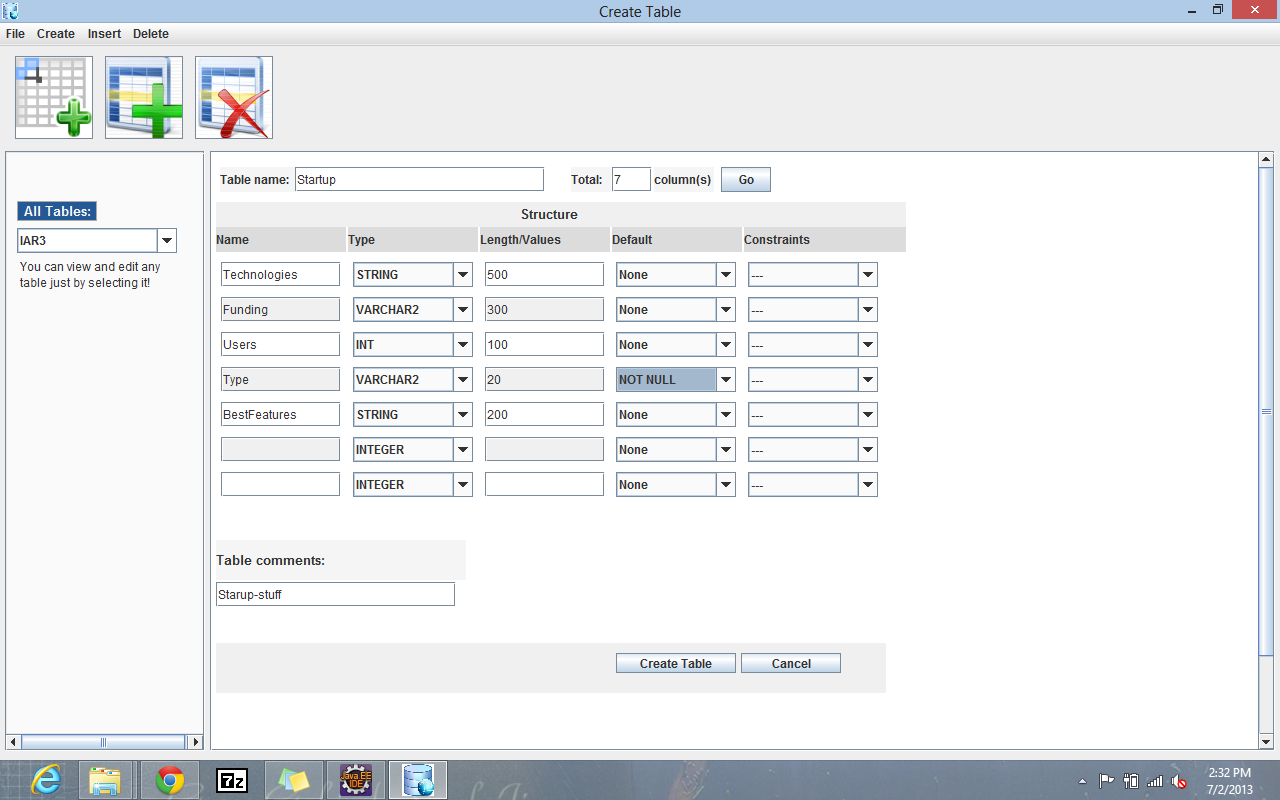 Create Table
File Create Insert Delete
Table name: Startup Total: 7 column(s) Go
All Tables:
IAR3
You can view and edit any
table just by selecting it!
Structure
Name Type Length/Values Default Constraints
Technologies STRING 500 None ---
Funding VARCHAR2 300 None ---
Users INT 100 None ---
Type VARCHAR2 20 NOT NULL ---
BestFeatures STRING 200 None ---
INTEGER None ---
INTEGER None ---
Table comments:
Starup-stuff
Create Table Cancel
7z
Java EE
IDE
2:32 PM
7/2/2013